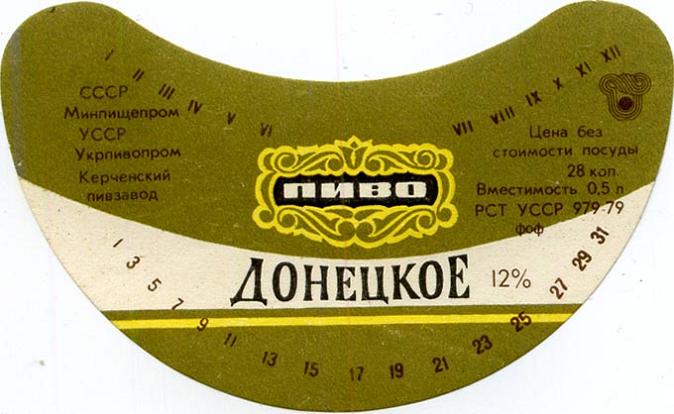 I II III IV V VI VII VIII IX X XI XII
СССР
Минпищепром
УССР
Укрпивопром
Керченский
пивзавод
ПИВО
Цена без
стоимости посуды
28 коп.
Вместимость 0,5 л
РСТ УССР 979-79
фоф
ДОНЕЦКОЕ 12%
1 3 5 7 9 11 13 15 17 19 21 23 25 27 29 31